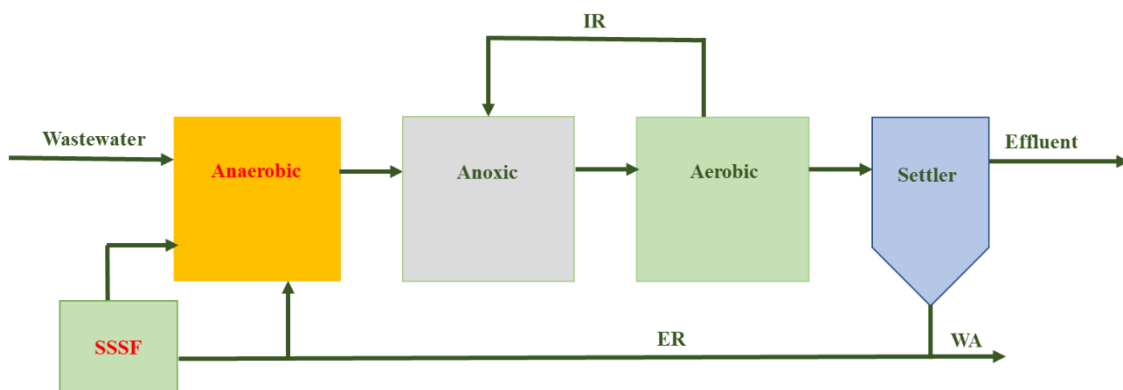 IR
Wastewater
Anaerobic
Anoxic
Aerobic
Settler
Effluent
SSSF
ER
WA